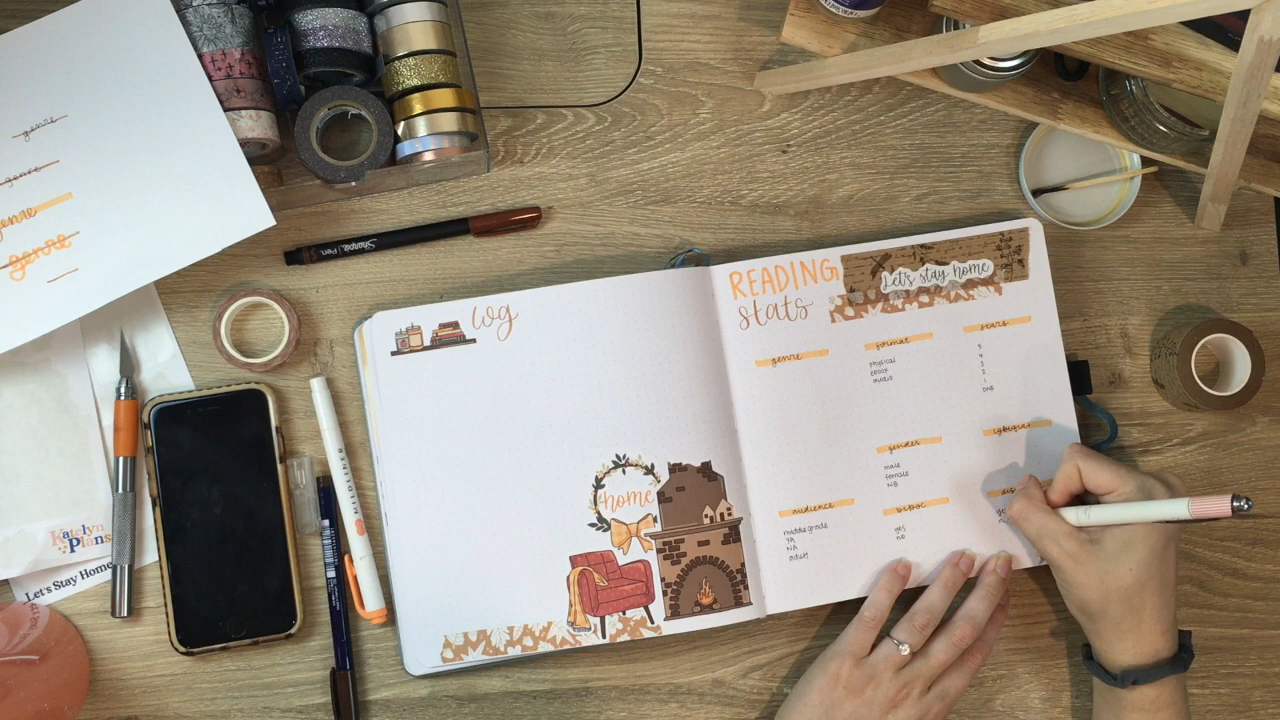 genre
genre
genre
genre
Sharpie Pen.
MILDLINER
Katelyn
Plans
Let's Stay Home
log
home
READING
stats
Let's stay home
genre
format
physical
ebook
audio
stars
5
4
3
2
1
DNF
gender
male
female
NB
lgbtqia+
audience
middle grade
YA
NA
adult
bipoc
yes
no